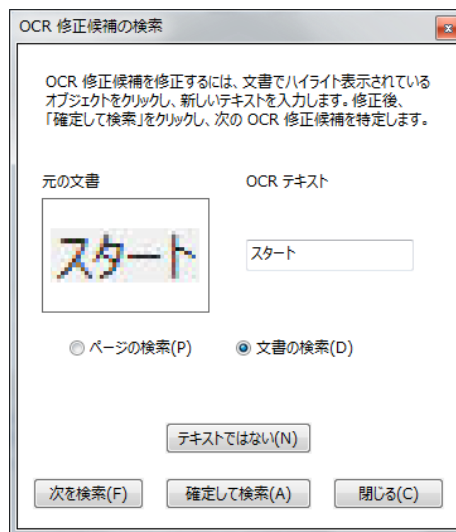 OCR 修正候補の検索
OCR 修正候補を修正するには、文書でハイライト表示されている
オブジェクトをクリックし、新しいテキストを入力します。修正後、
「確定して検索」をクリックし、次の OCR 修正候補を特定します。
元の文書 OCR テキスト
スタート スタート
ページの検索(P) 文書の検索(D)
テキストではない(N)
次を検索(F) 確定して検索(A) 閉じる(C)